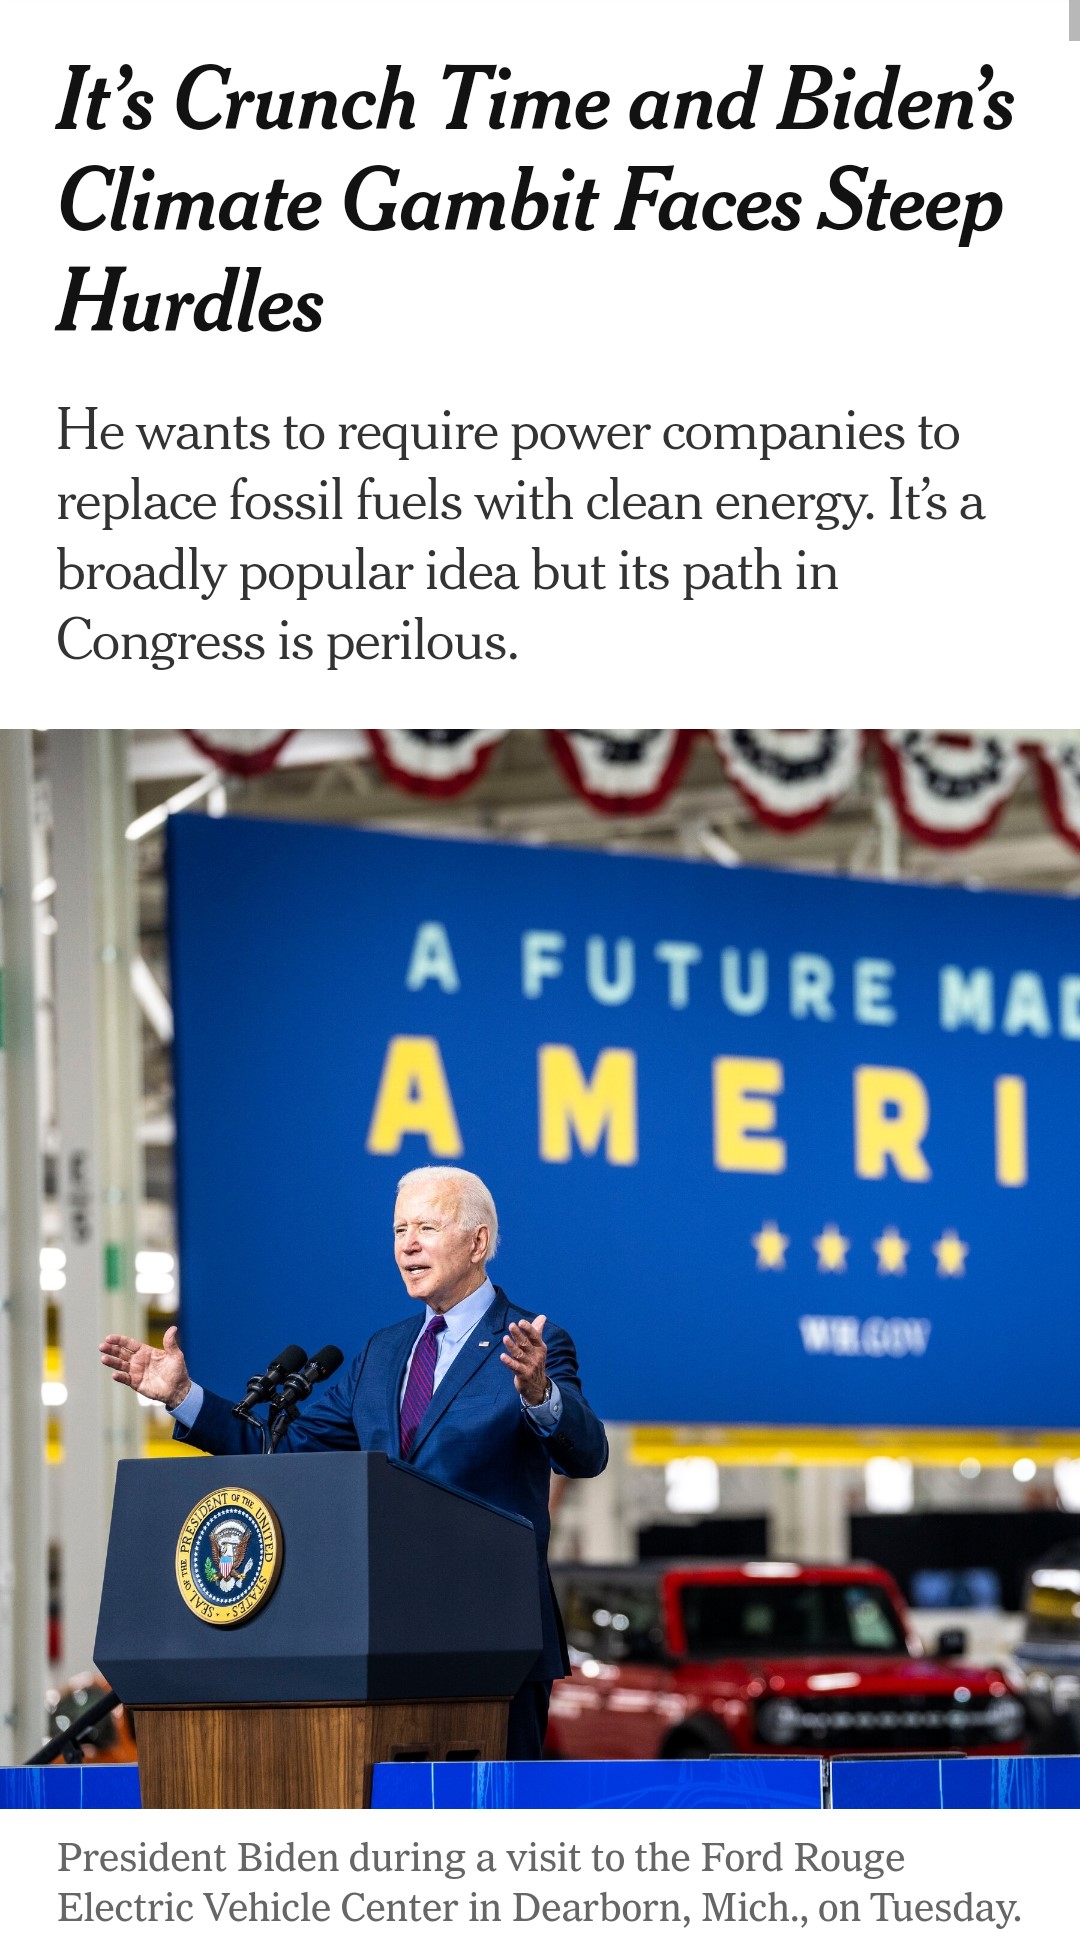 It’s Crunch Time and Biden’s
Climate Gambit Faces Steep
Hurdles
He wants to require power companies to
replace fossil fuels with clean energy. It’s a
broadly popular idea but its path in
Congress is perilous.
A FUTURE MAD
AMERI
WH.GOV
SEAL OF THE PRESIDENT OF THE UNITED STATES
President Biden during a visit to the Ford Rouge
Electric Vehicle Center in Dearborn, Mich., on Tuesday.